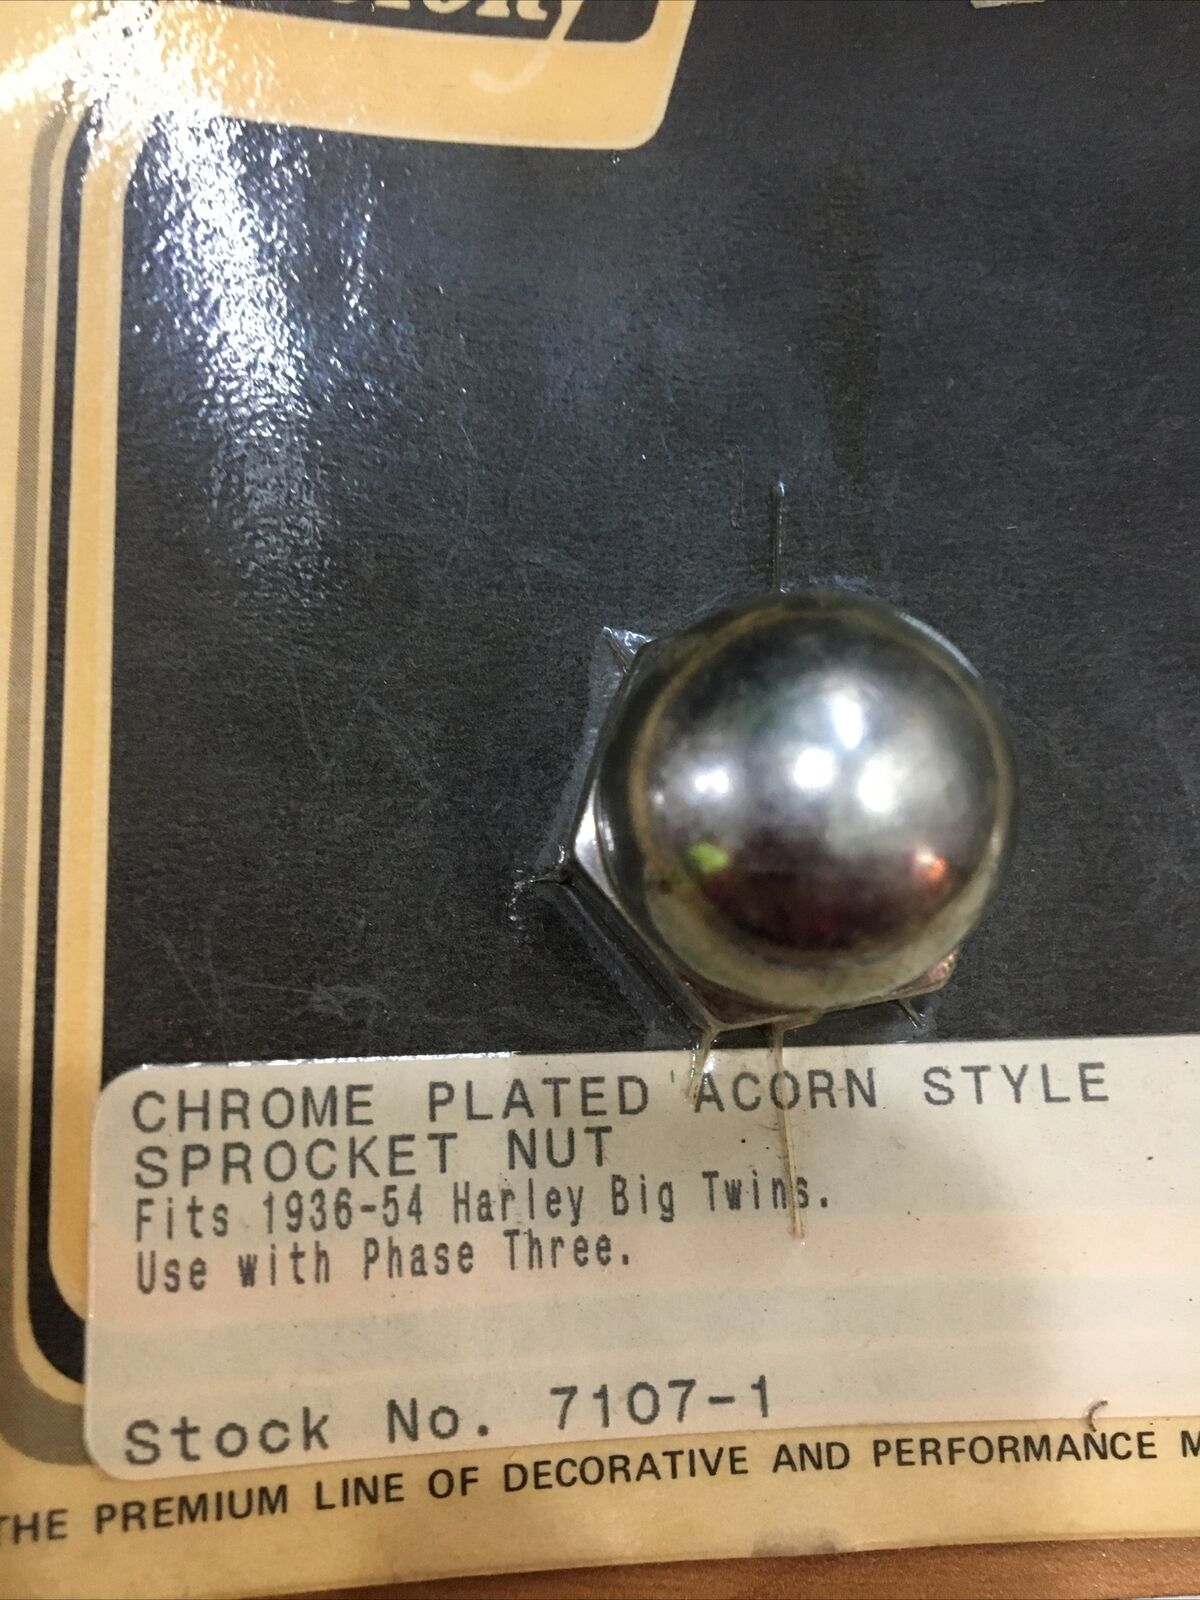 CHROME PLATED ACORN STYLE
SPROCKET NUT
Fits 1936-54 Harley Big Twins.
Use with Phase Three.
Stock No. 7107-1
THE PREMIUM LINE OF DECORATIVE AND PERFORMANCE M